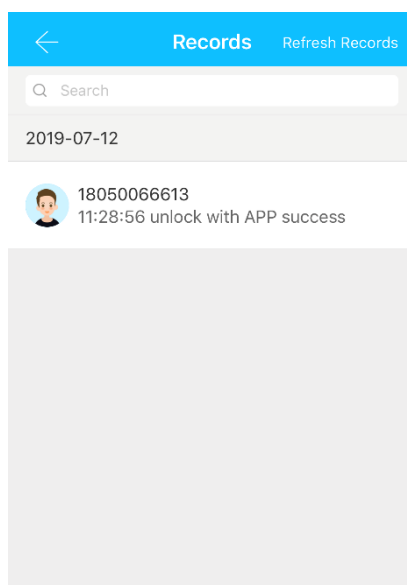 Records
Refresh Records
Search
2019-07-12
18050066613
11:28:56 unlock with APP success